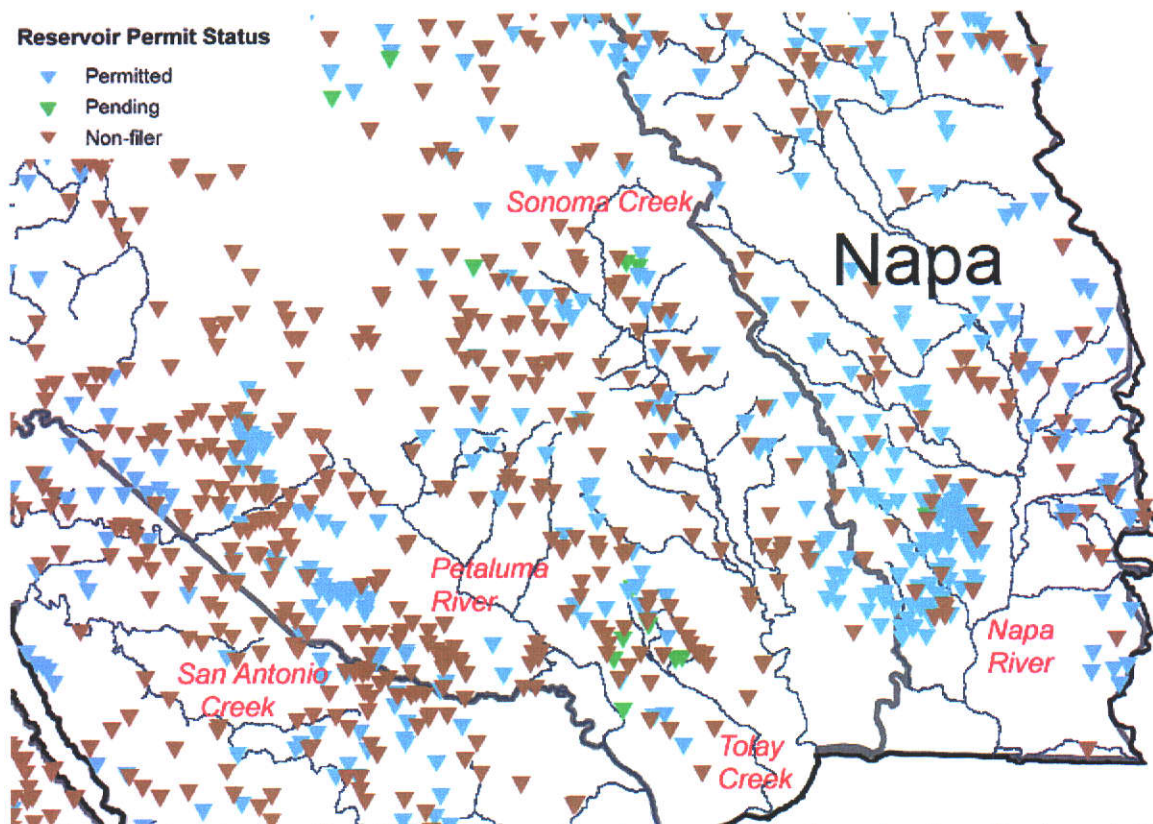 Reservoir Permit Status
Permitted
Pending
Non-filer
Sonoma Creek
Napa
Petaluma
River
Napa
River
San Antonio
Creek
Tolay
Creek